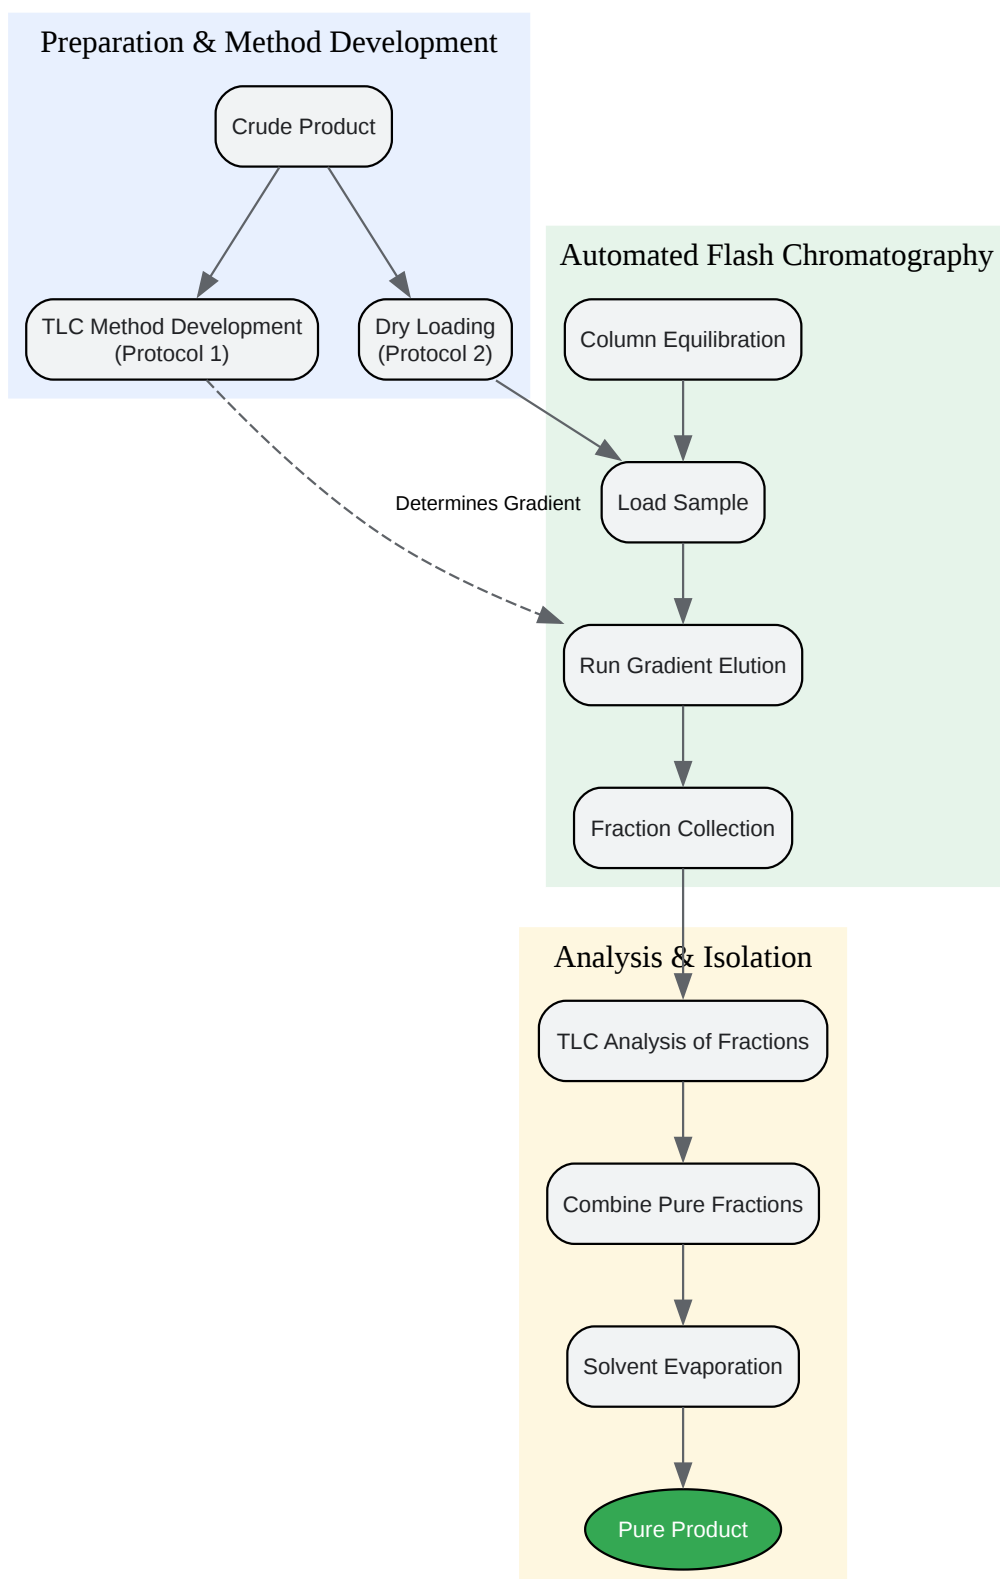 Preparation & Method Development
Crude Product
TLC Method Development
(Protocol 1)
Dry Loading
(Protocol 2)
Automated Flash Chromatography
Column Equilibration
Load Sample
Determines Gradient
Run Gradient Elution
Fraction Collection
Analysis & Isolation
TLC Analysis of Fractions
Combine Pure Fractions
Solvent Evaporation
Pure Product